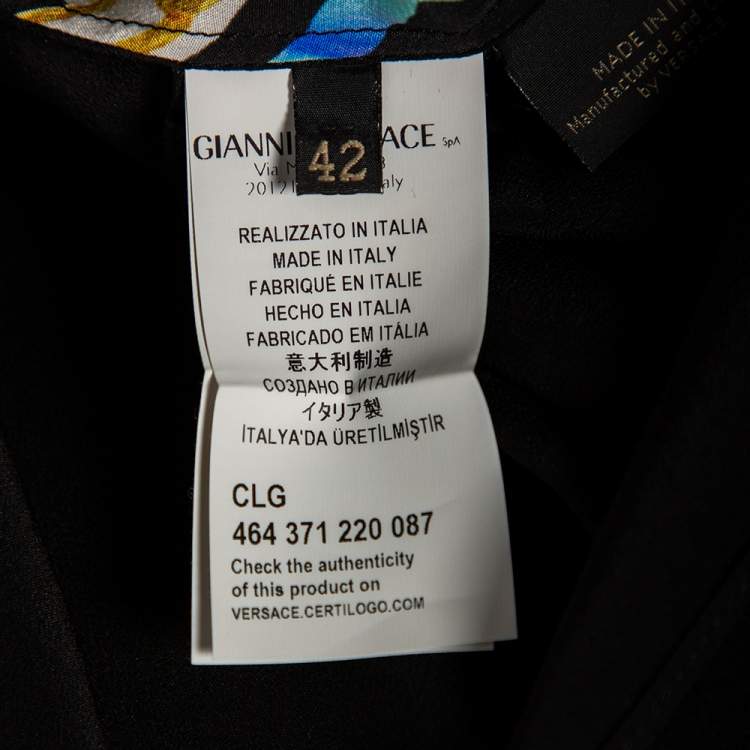 MADE IN
Manufactured and
by
GIANNI ACE SpA
42
Via
REALIZZATO IN ITALIA
MADE IN ITALY
FABRIQUÉ EN ITALIE
HECHO EN ITALIA
FABRICADO EM ITÁLIA
意大利制造
СОЗДАНО В ИТАЛИИ
イタリア製
İTALYA'DA ÜRETİLMİŞTİR
CLG
464 371 220 087
Check the authenticity
of this product on
VERSACE.CERTILOGO.COM